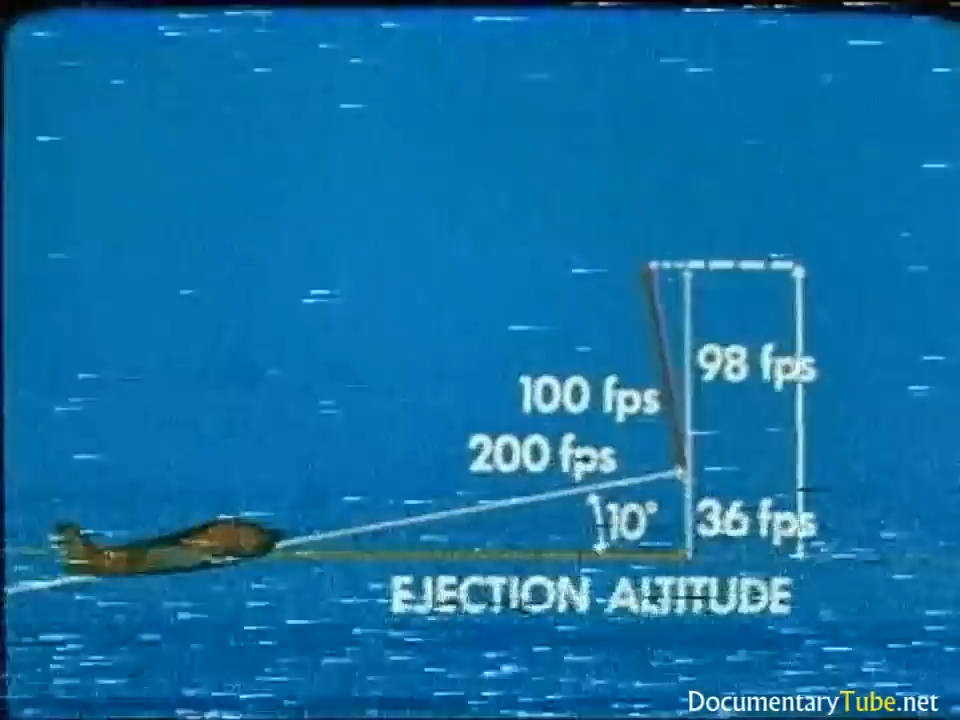 98 fps
100 fps
200 fps
10°
36 fps
EJECTION ALTITUDE
DocumentaryTube.net